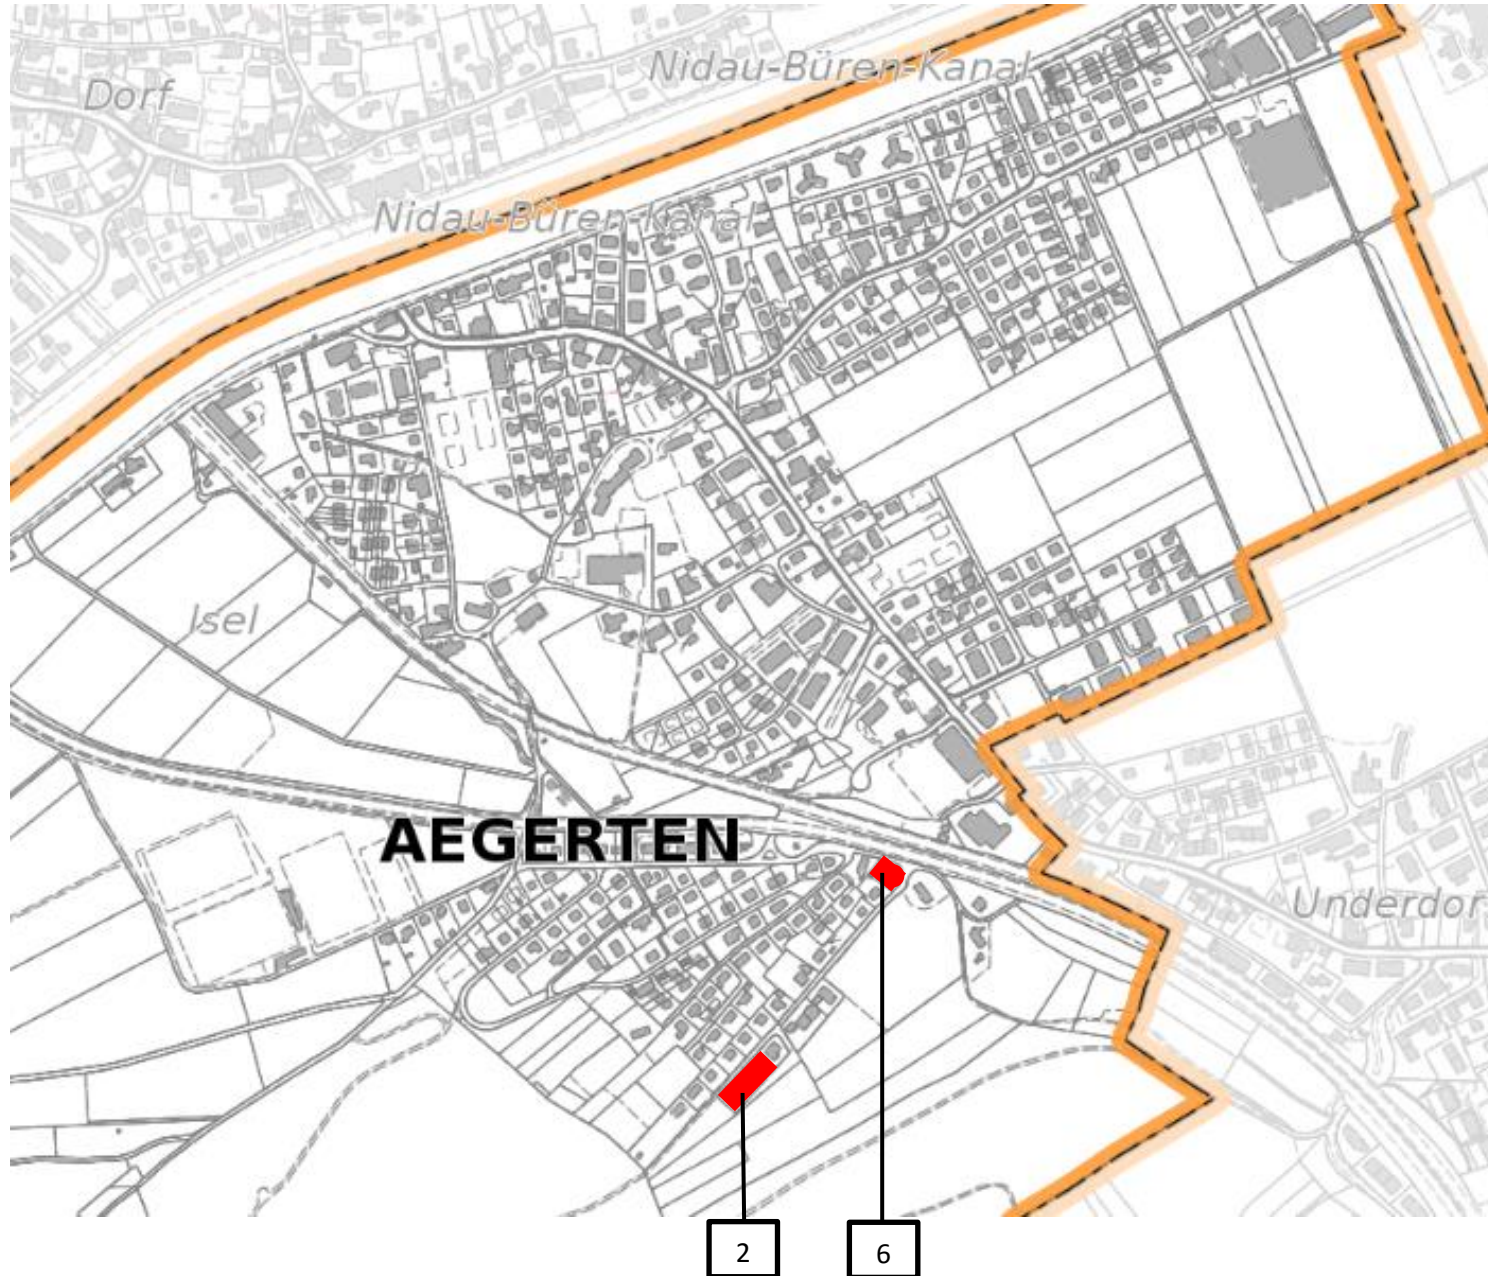 Nidau-Büren-Kanal
Dorf
Nidau-Büren-Kanal
Isel
AEGERTEN
Underdor
2
6